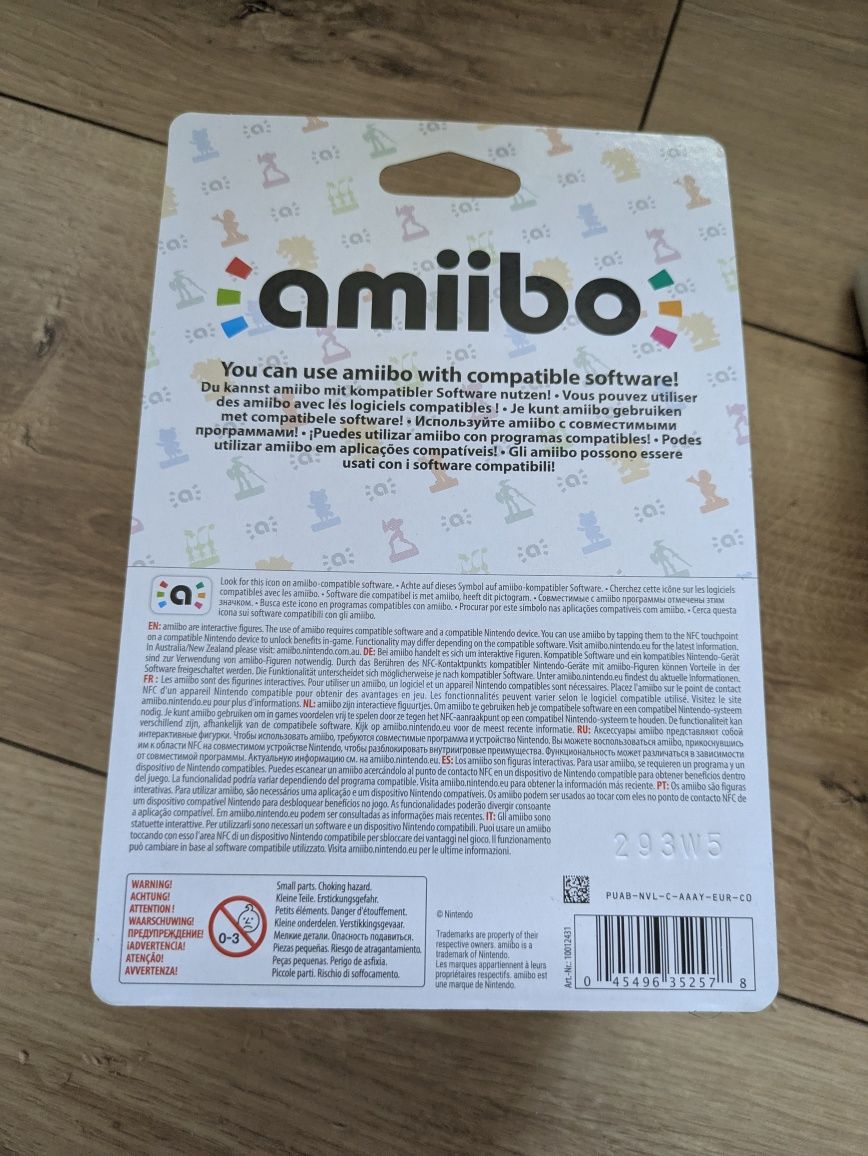 amiibo
You can use amiibo with compatible software!
Du kannst amiibo mit kompatibler Software nutzen! • Vous pouvez utiliser
des amiibo avec les logiciels compatibles ! • Je kunt amiibo gebruiken
met compatibele software! • Используйте amiibo с совместимыми
программами! • ¡Puedes utilizar amiibo con programas compatibles! • Podes
utilizar amiibo em aplicações compatíveis! • Gli amiibo possono essere
usati con i software compatibili!
a
Look for this icon on amiibo-compatible software. • Achte auf dieses Symbol auf amiibo-kompatibler Software. • Cherchez cette icône sur les logiciels
compatibles avec les amiibo. • Software die compatibel is met amiibo, heeft dit pictogram. • Совместимые с amiibo программы отмечены этим
значком. • Busca este icono en programas compatibles con amiibo. • Procurar por este símbolo nas aplicações compatíveis com amiibo. • Cerca questa
icona sui software compatibili con gli amiibo.
EN: amiibo are interactive figures. The use of amiibo requires compatible software and a compatible Nintendo device. You can use amiibo by tapping them to the NFC touchpoint
on a compatible Nintendo device to unlock benefits in-game. Functionality may differ depending on the compatible software. Visit amiibo.nintendo.eu for the latest information.
In Australia/New Zealand please visit: amiibo.nintendo.com.au. DE: Bei amiibo handelt es sich um interaktive Figuren. Kompatible Software und ein kompatibles Nintendo-Gerät
sind zur Verwendung von amiibo-Figuren notwendig. Durch das Berühren des NFC-Kontaktpunkts kompatibler Nintendo-Geräte mit amiibo-Figuren können Vorteile in der
Software freigeschaltet werden. Die Funktionalität unterscheidet sich möglicherweise je nach kompatibler Software. Unter amiibo.nintendo.eu findest du aktuelle Informationen.
FR : Les amiibo sont des figurines interactives. Pour utiliser un amiibo, un logiciel et un appareil Nintendo compatibles sont nécessaires. Placez l'amiibo sur le point de contact
NFC d'un appareil Nintendo compatible pour obtenir des avantages en jeu. Les fonctionnalités peuvent varier selon le logiciel compatible utilisé. Visitez le site
amiibo.nintendo.eu pour plus d'informations. NL: amiibo zijn interactieve figuurtjes. Om amiibo te gebruiken heb je compatibele software en een compatibel Nintendo-systeem
nodig. Je kunt amiibo gebruiken om in games voordelen vrij te spelen door ze tegen het NFC-aanraakpunt op een compatibel Nintendo-systeem te houden. De functionaliteit kan
verschillend zijn, afhankelijk van de compatibele software. Kijk op amiibo.nintendo.eu voor de meest recente informatie. RU: Аксессуары amiibo представляют собой
интерактивные фигурки. Чтобы использовать amiibo, требуются совместимые программа и устройство Nintendo. Вы можете воспользоваться amiibo, прикоснувшись
им к области NFC на совместимом устройстве Nintendo, чтобы разблокировать внутриигровые преимущества. Функциональность может различаться в зависимости
от совместимой программы. Актуальную информацию см. на amiibo.nintendo.eu. ES: Los amiibo son figuras interactivas. Para usar amiibo, se requieren un programa y un
dispositivo de Nintendo compatibles. Puedes escanear un amiibo acercándolo al punto de contacto NFC en un dispositivo de Nintendo compatible para obtener beneficios dentro
del juego. La funcionalidad podría variar dependiendo del programa compatible. Visita amiibo.nintendo.eu para obtener la información más reciente. PT: Os amiibo são figuras
interativas. Para utilizar amiibo, são necessários uma aplicação e um dispositivo Nintendo compatíveis. Os amiibo podem ser usados ao tocar com eles no ponto de contacto NFC de
um dispositivo compatível Nintendo para desbloquear benefícios no jogo. As funcionalidades poderão divergir consoante
a aplicação compatível. Em amiibo.nintendo.eu podem ser consultadas as informações mais recentes. IT: Gli amiibo sono
statuette interattive. Per utilizzarli sono necessari un software e un dispositivo Nintendo compatibili. Puoi usare un amiibo
toccando con esso l'area NFC di un dispositivo Nintendo compatibile per sbloccare dei vantaggi nel gioco. Il funzionamento
può cambiare in base al software compatibile utilizzato. Visita amiibo.nintendo.eu per le ultime informazioni.
293W5
WARNING!
ACHTUNG!
ATTENTION !
WAARSCHUWING!
ПРЕДУПРЕЖДЕНИЕ!
¡ADVERTENCIA!
ATENÇÃO!
AVVERTENZA!
0-3
Small parts. Choking hazard.
Kleine Teile. Erstickungsgefahr.
Petits éléments. Danger d'étouffement.
Kleine onderdelen. Verstikkingsgevaar.
Мелкие детали. Опасность подавиться.
Piezas pequeñas. Riesgo de atragantamiento.
Peças pequenas. Perigo de asfixia.
Piccole parti. Rischio di soffocamento.
© Nintendo
Trademarks are property of their
respective owners. amiibo is a
trademark of Nintendo.
Les marques appartiennent à leurs
propriétaires respectifs. amiibo est
une marque de Nintendo.
PUAB-NVL-C-AAAY-EUR-C0
Art.-Nr.: 10012431
0 45496 35257 8